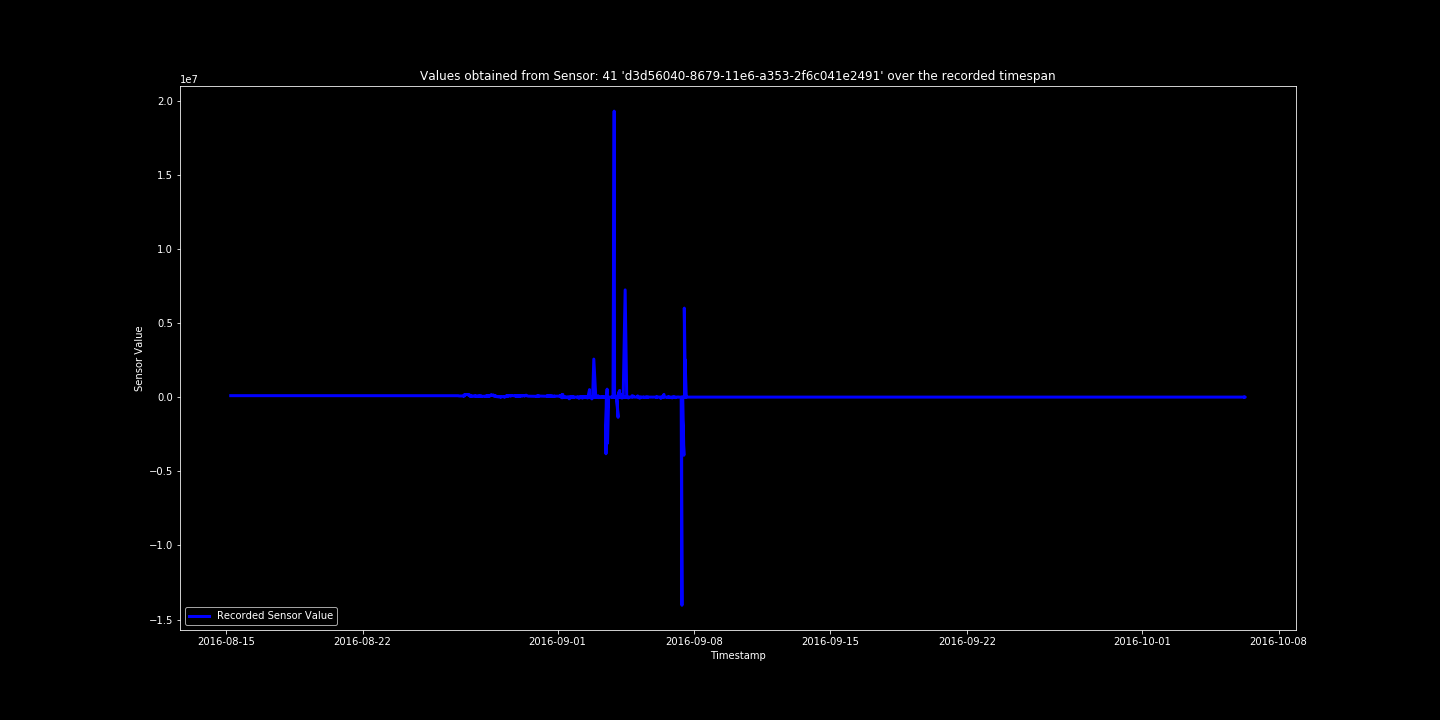 Values obtained from Sensor: 41 'd3d56040-8679-11e6-a353-2f6c041e2491' over the recorded timespan
1e7
2.0
1.5
1.0
0.5
0.0
−0.5
−1.0
−1.5
Sensor Value
Recorded Sensor Value
2016-08-15 2016-08-22 2016-09-01 2016-09-08 2016-09-15 2016-09-22 2016-10-01 2016-10-08
Timestamp